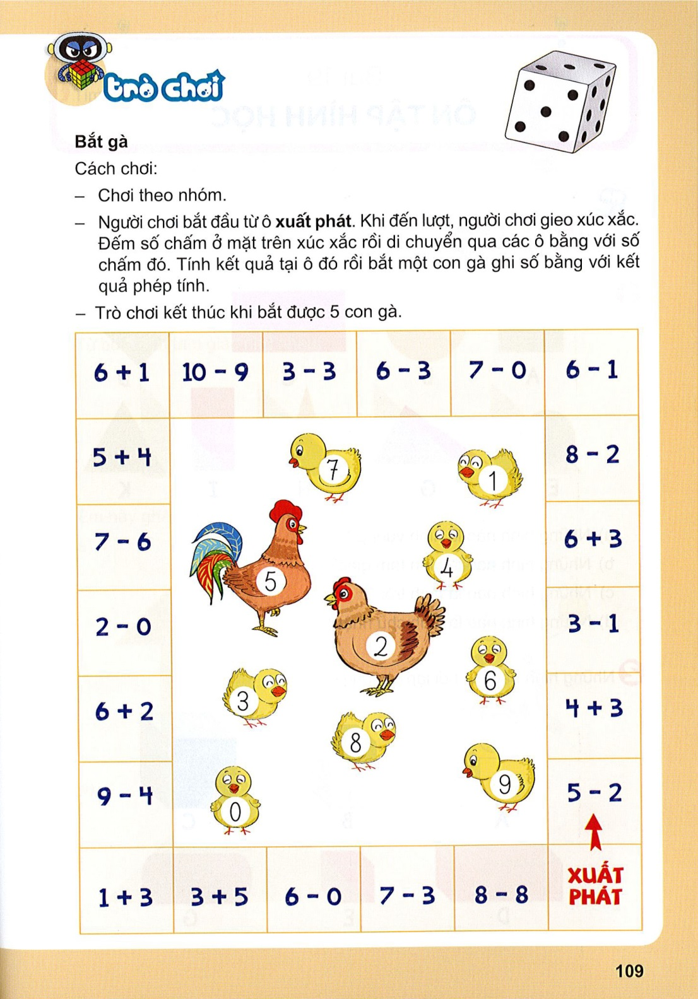 trò chơi
Bắt gà
Cách chơi:
– Chơi theo nhóm.
– Người chơi bắt đầu từ ô xuất phát. Khi đến lượt, người chơi gieo xúc xắc.
Đếm số chấm ở mặt trên xúc xắc rồi di chuyển qua các ô bằng với số
chấm đó. Tính kết quả tại ô đó rồi bắt một con gà ghi số bằng với kết
quả phép tính.
– Trò chơi kết thúc khi bắt được 5 con gà.
6 + 1 10 – 9 3 – 3 6 – 3 7 – 0 6 – 1
5 + 4 7 1 8 – 2
7 – 6 4 6 + 3
5
2 – 0 2 3 – 1
6 + 2 3 6 4 + 3
8
9 – 4 0 9 5 – 2
1 + 3 3 + 5 6 – 0 7 – 3 8 – 8 XUẤT
PHÁT
109